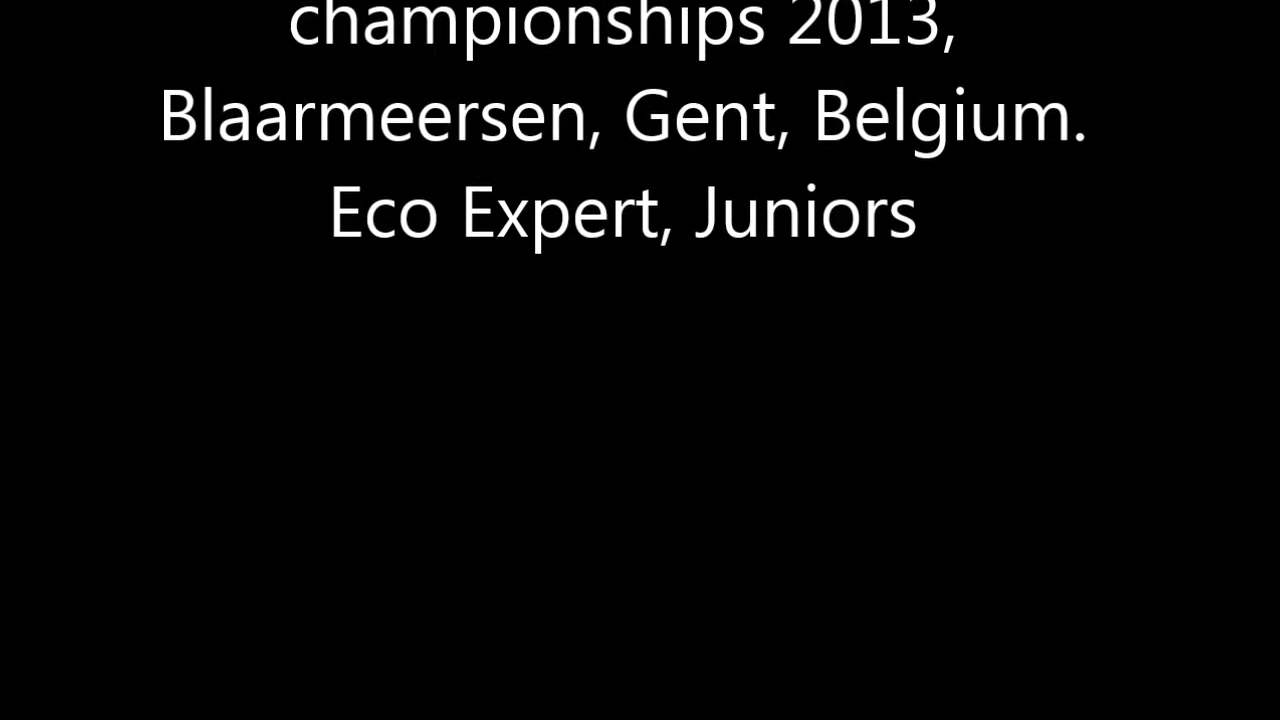 championships 2013,
Blaarmeersen, Gent, Belgium.
Eco Expert, Juniors